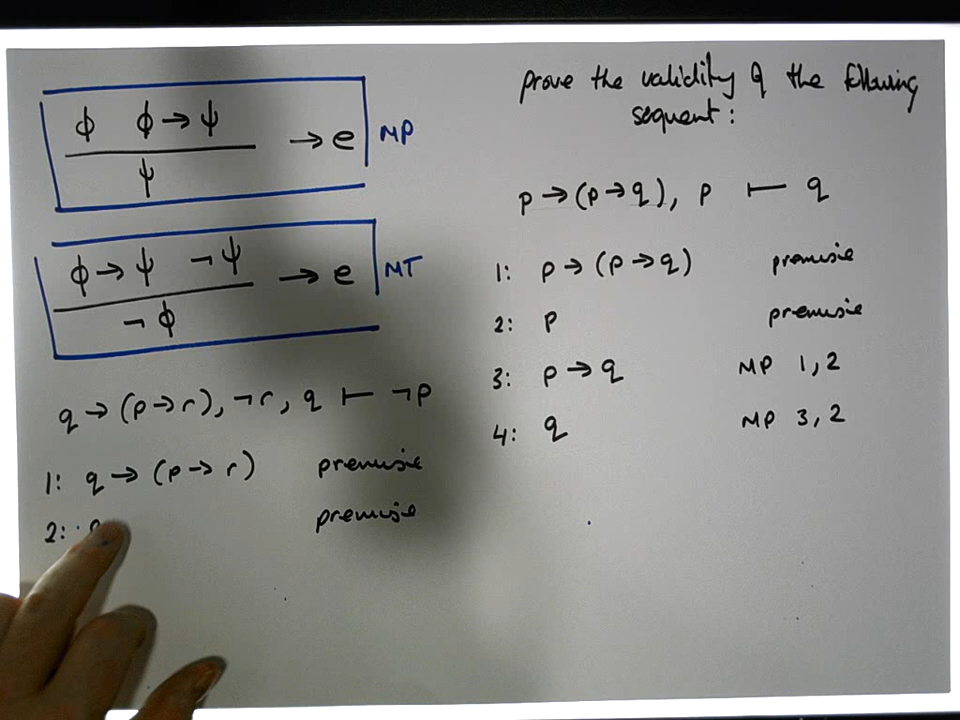 ϕ ϕ → ψ
ψ
→ e MP
ϕ → ψ ¬ψ
¬ϕ
→ e MT
q → (p → r), ¬r, q ⊢ ¬p
1: q → (p → r) premise
2: premise
prove the validity of the following
sequent:
p → (p → q), p ⊢ q
1: p → (p → q) premise
2: p premise
3: p → q MP 1,2
4: q MP 3,2